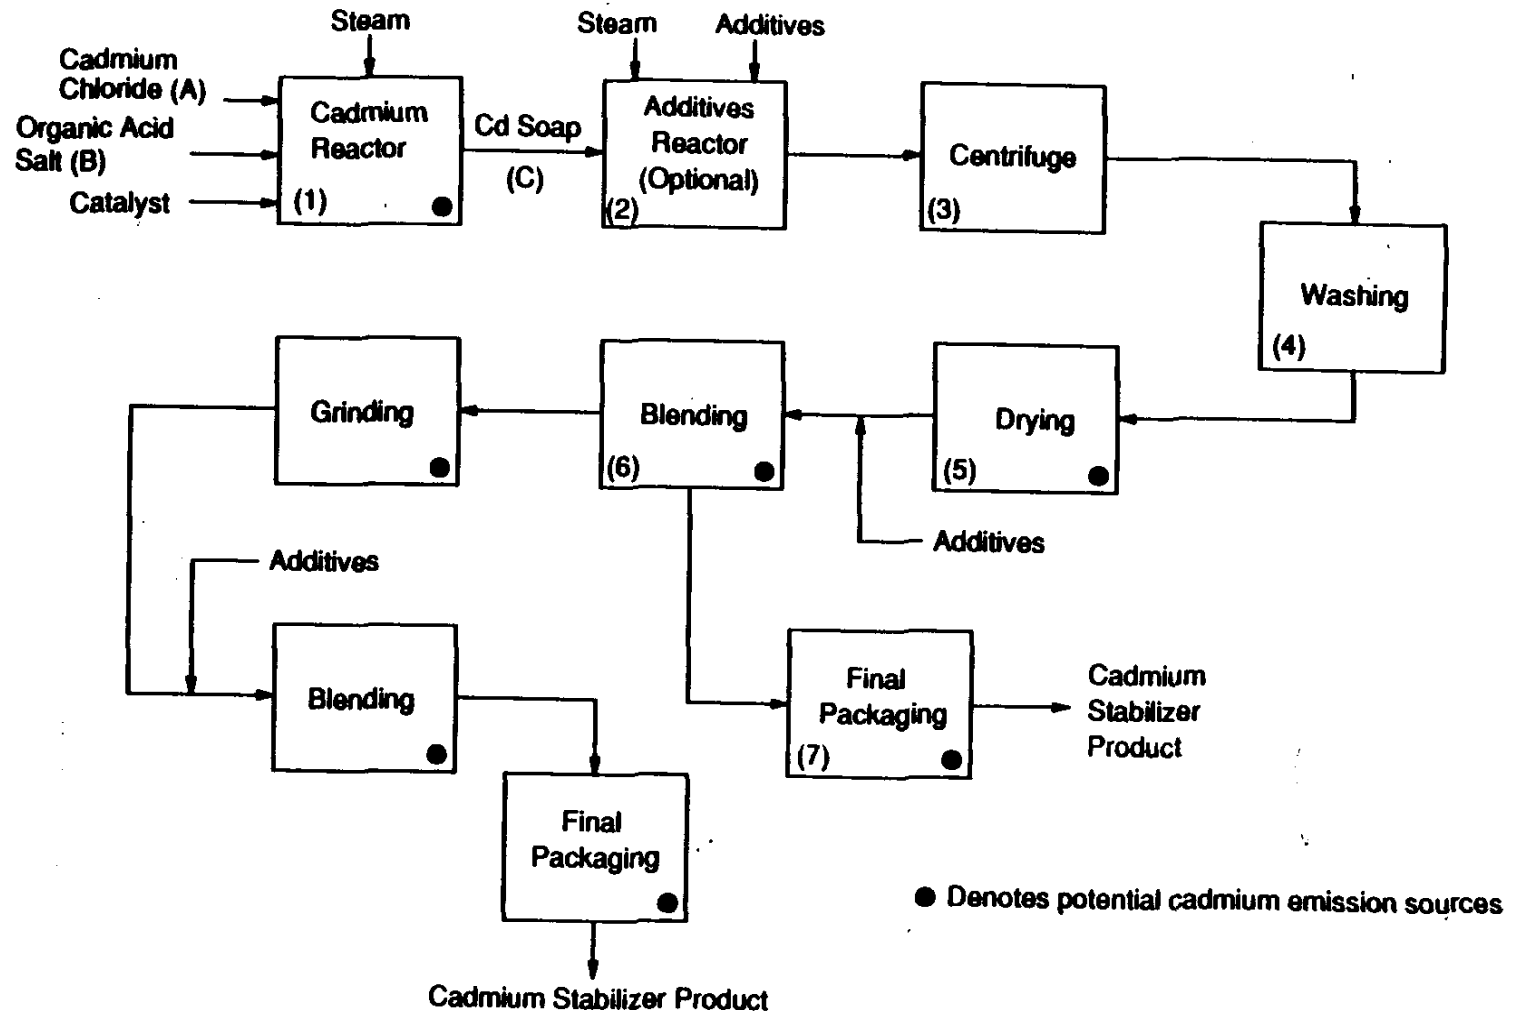 Steam
Steam
Additives
Cadmium
Chloride (A)
Organic Acid
Salt (B)
Catalyst
Cadmium
Reactor
(1)
Cd Soap
(C)
Additives
Reactor
(Optional)
(2)
Centrifuge
(3)
Washing
(4)
Grinding
Blending
(6)
Drying
(5)
Additives
Additives
Blending
Final
Packaging
(7)
Cadmium
Stabilizer
Product
Final
Packaging
Denotes potential cadmium emission sources
Cadmium Stabilizer Product